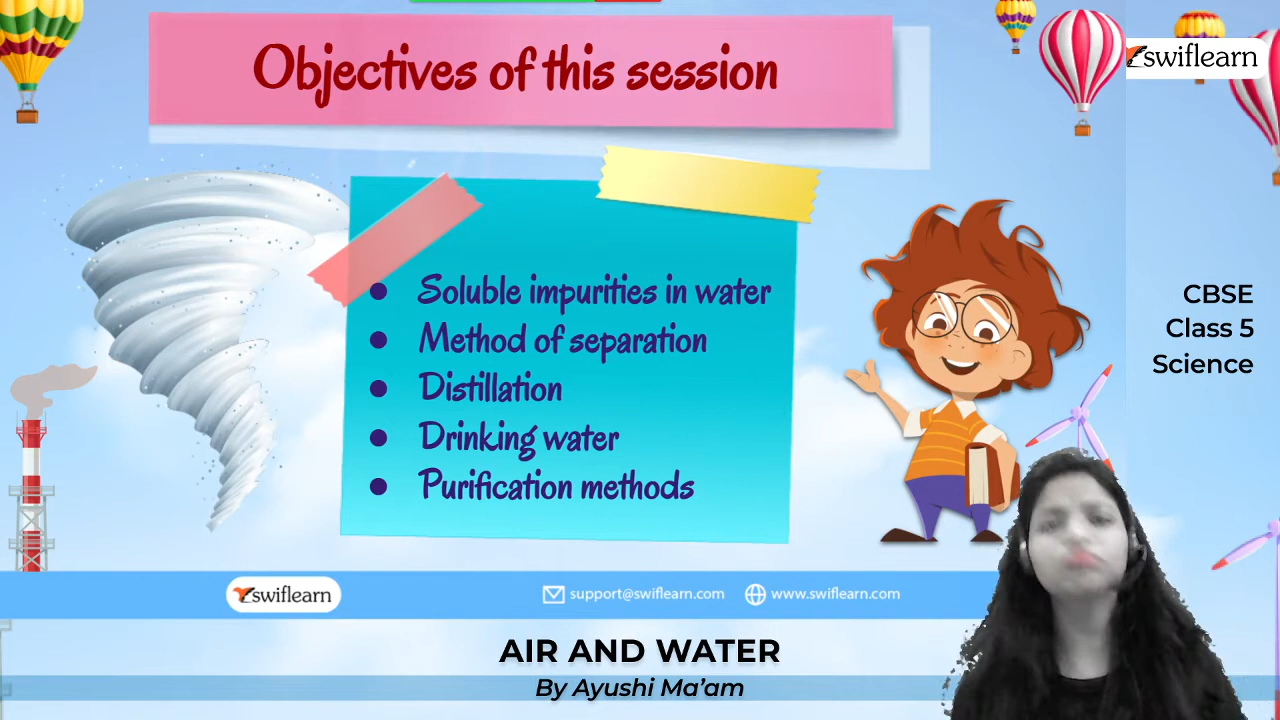 Objectives of this session
swiflearn
• Soluble impurities in water
• Method of separation
• Distillation
• Drinking water
• Purification methods
CBSE
Class 5
Science
swiflearn
support@swiflearn.com
www.swiflearn.com
AIR AND WATER
By Ayushi Ma'am